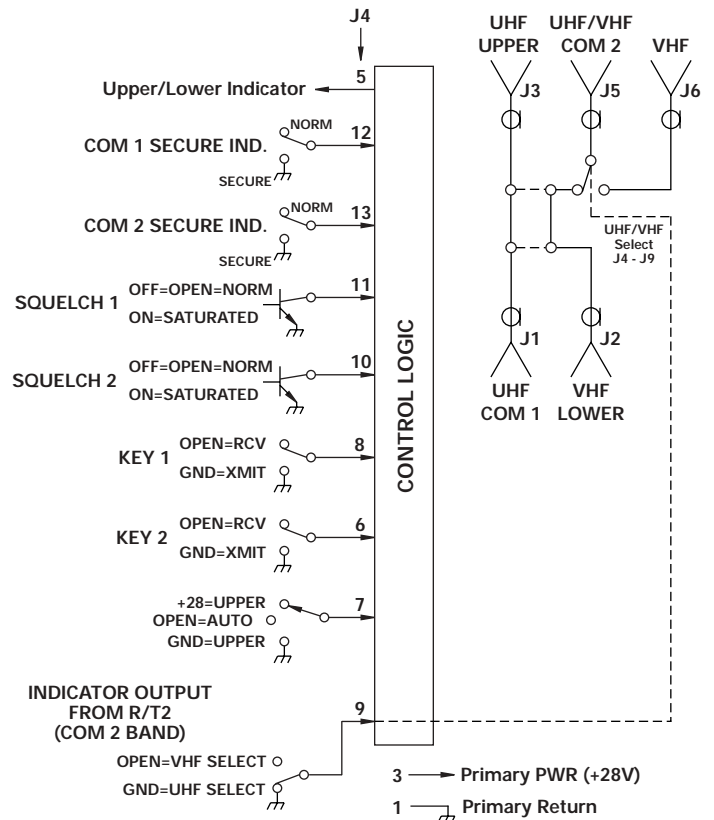 J4
5
Upper/Lower Indicator
NORM
12
COM 1 SECURE IND.
SECURE
NORM
13
COM 2 SECURE IND.
SECURE
11
SQUELCH 1
OFF=OPEN=NORM
ON=SATURATED
10
SQUELCH 2
OFF=OPEN=NORM
ON=SATURATED
8
KEY 1
OPEN=RCV
GND=XMIT
6
KEY 2
OPEN=RCV
GND=XMIT
+28=UPPER
7
OPEN=AUTO
GND=UPPER
INDICATOR OUTPUT
FROM R/T2
(COM 2 BAND)
9
OPEN=VHF SELECT
GND=UHF SELECT
CONTROL LOGIC
3 Primary PWR (+28V)
1 Primary Return
UHF
UPPER
UHF/VHF
COM 2
VHF
J3
J5
J6
UHF/VHF
Select
J4 - J9
J1
J2
UHF
COM 1
VHF
LOWER